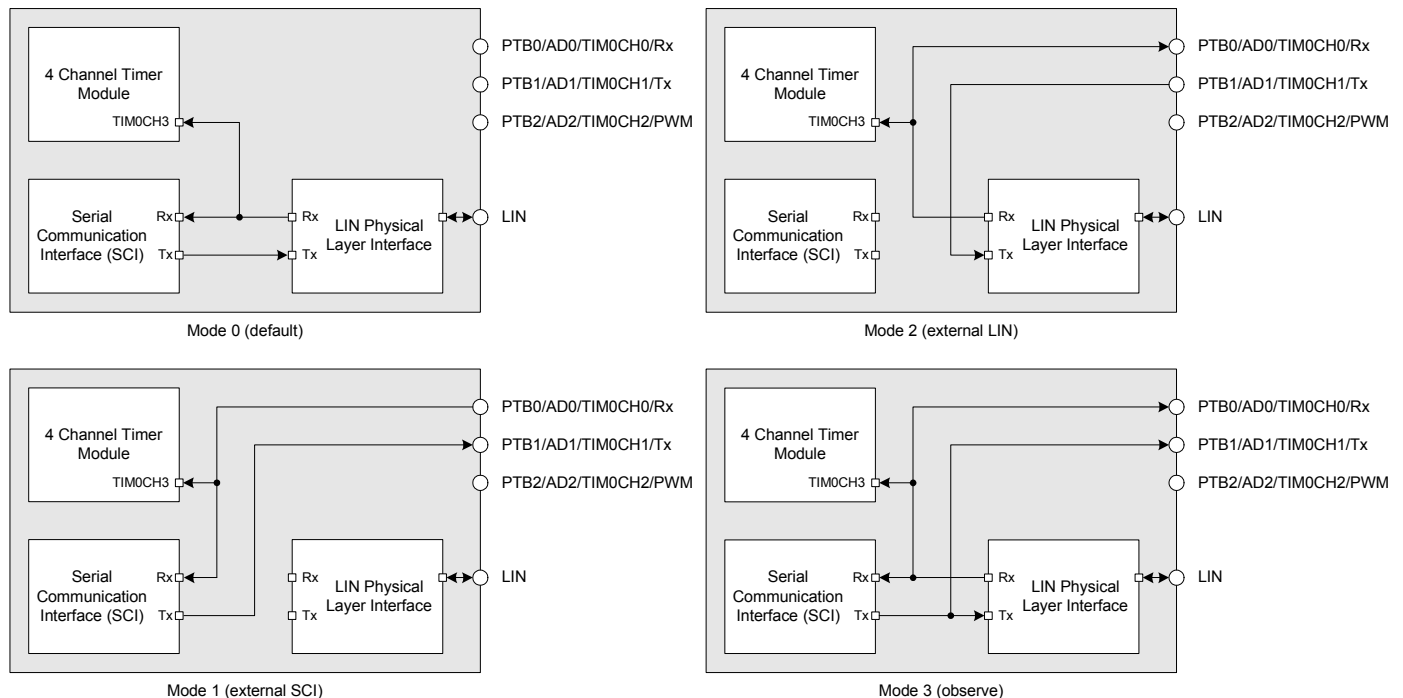 4 Channel Timer
Module
TIM0CH3
Serial
Communication
Interface (SCI)
Rx
Tx
Rx
Tx
LIN Physical
Layer Interface
PTB0/AD0/TIM0CH0/Rx
PTB1/AD1/TIM0CH1/Tx
PTB2/AD2/TIM0CH2/PWM
LIN
Mode 0 (default)
4 Channel Timer
Module
TIM0CH3
Serial
Communication
Interface (SCI)
Rx
Tx
Rx
Tx
LIN Physical
Layer Interface
PTB0/AD0/TIM0CH0/Rx
PTB1/AD1/TIM0CH1/Tx
PTB2/AD2/TIM0CH2/PWM
LIN
Mode 2 (external LIN)
4 Channel Timer
Module
TIM0CH3
Serial
Communication
Interface (SCI)
Rx
Tx
Rx
Tx
LIN Physical
Layer Interface
PTB0/AD0/TIM0CH0/Rx
PTB1/AD1/TIM0CH1/Tx
PTB2/AD2/TIM0CH2/PWM
LIN
Mode 1 (external SCI)
4 Channel Timer
Module
TIM0CH3
Serial
Communication
Interface (SCI)
Rx
Tx
Rx
Tx
LIN Physical
Layer Interface
PTB0/AD0/TIM0CH0/Rx
PTB1/AD1/TIM0CH1/Tx
PTB2/AD2/TIM0CH2/PWM
LIN
Mode 3 (observe)